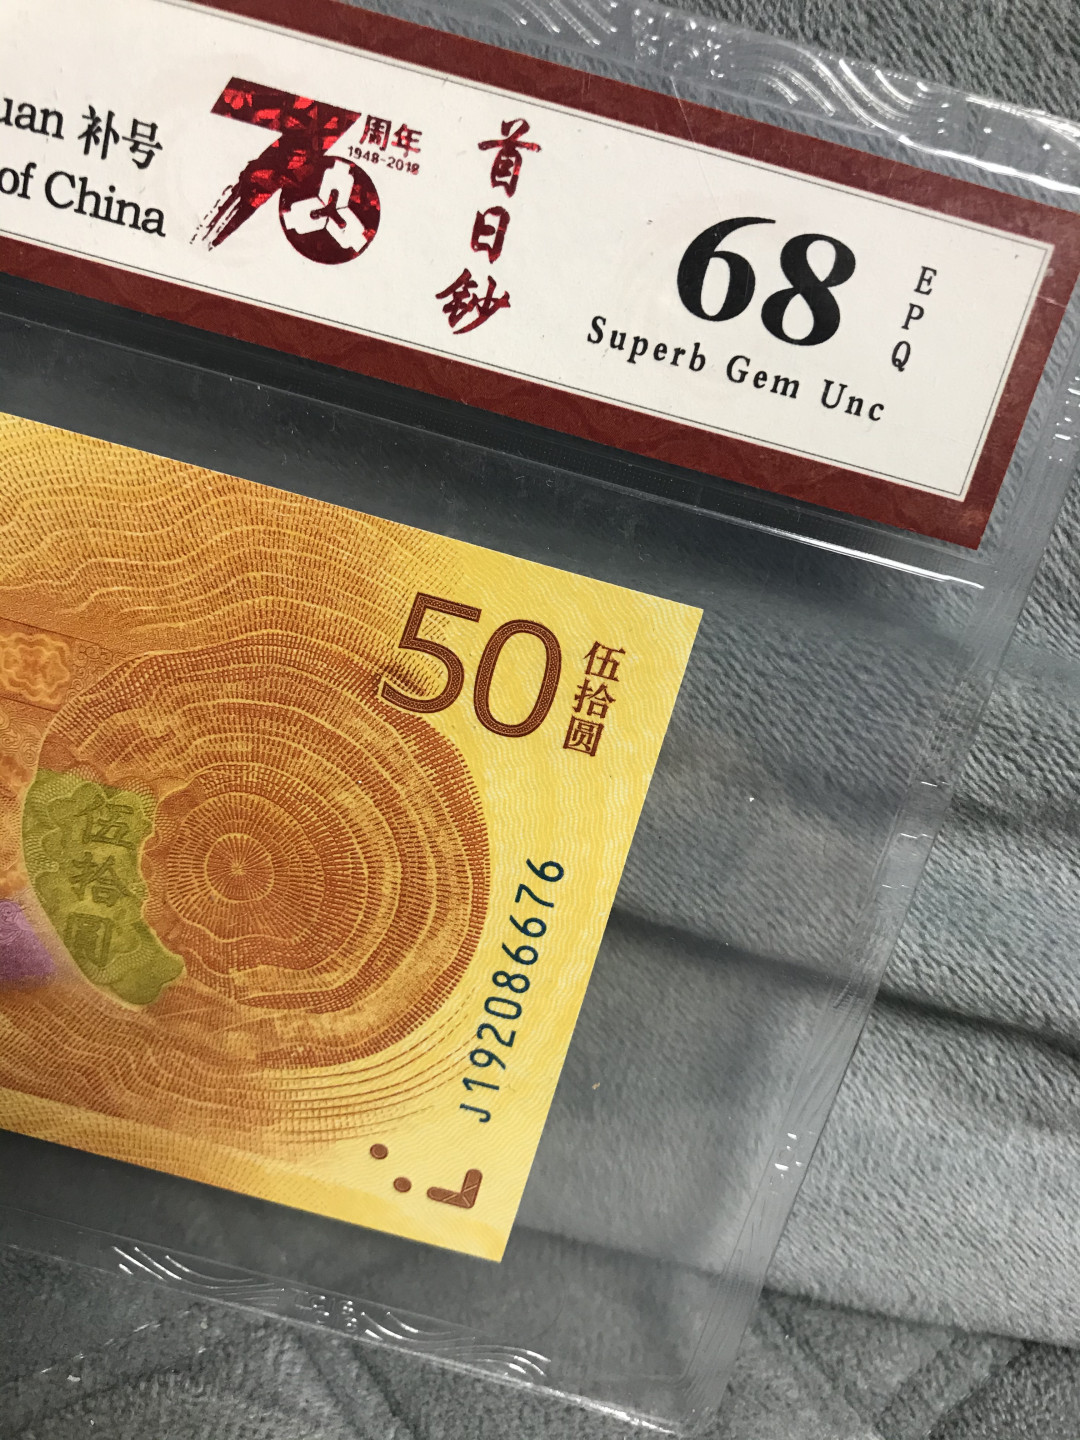 uan 补号
of China
70
周年
1948-2018
首日钞
68
EPQ
Superb Gem Unc
50
伍拾圆
伍拾圆
J192086676